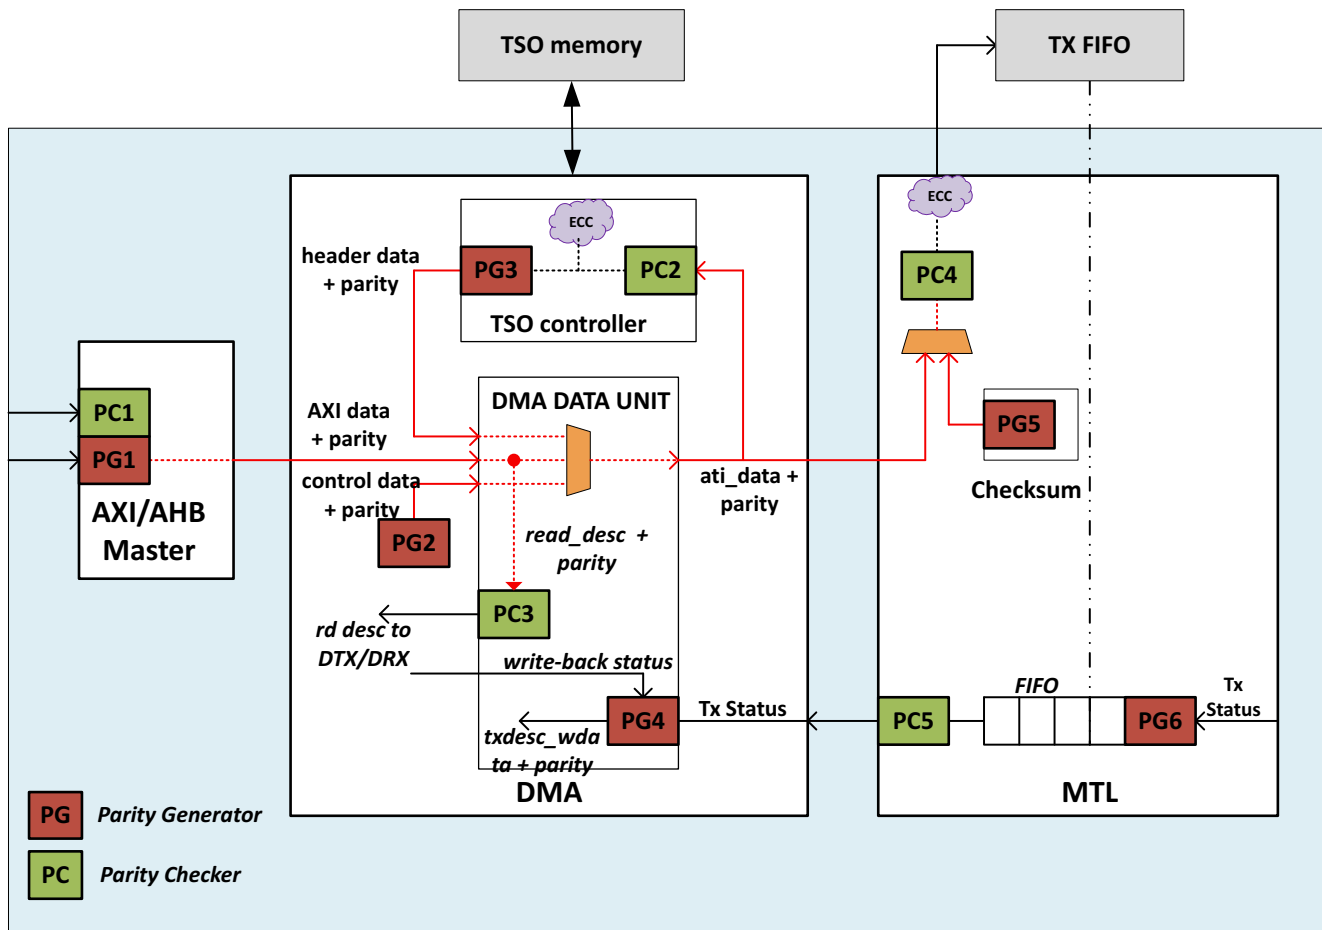 TSO memory
TX FIFO
ECC
ECC
header data
+ parity
PG3
PC2
PC4
TSO controller
PC1
PG1
AXI/AHB
Master
AXI data
+ parity
control data
+ parity
PG2
DMA DATA UNIT
read_desc +
parity
ati_data +
parity
PG5
Checksum
PC3
rd desc to
DTX/DRX
write-back status
PG4
Tx Status
txdesc_wda
ta + parity
DMA
PC5
FIFO
PG6
Tx
Status
MTL
PG
Parity Generator
PC
Parity Checker